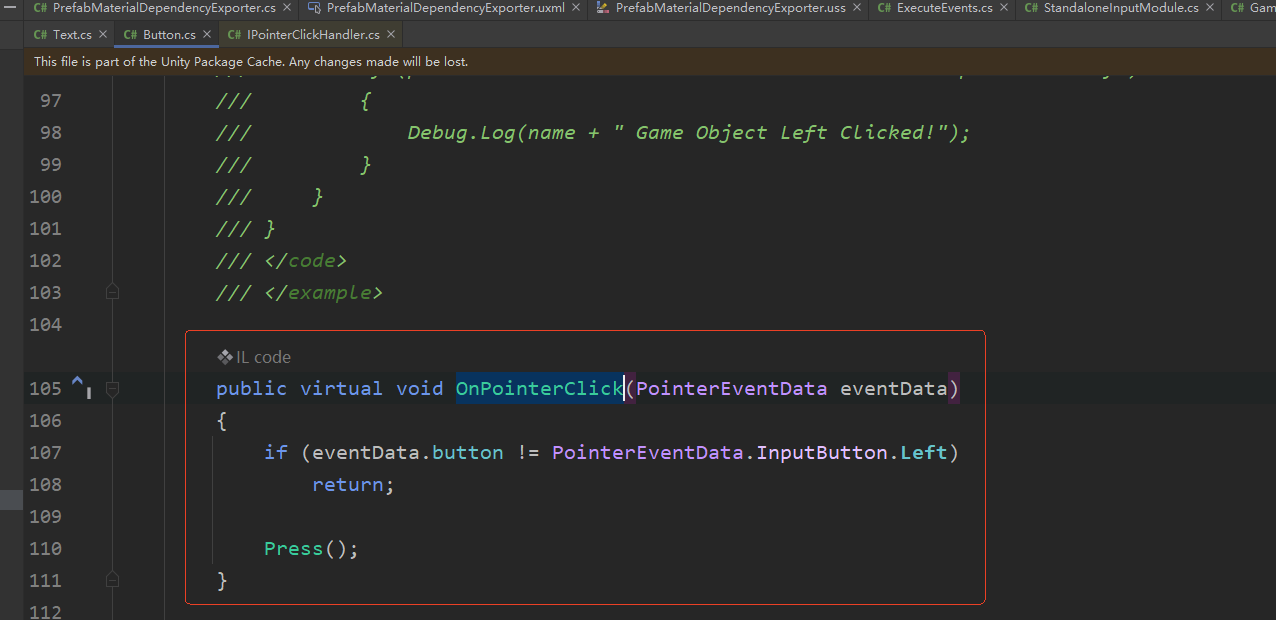 PrefabMaterialDependencyExporter.cs PrefabMaterialDependencyExporter.uxml PrefabMaterialDependencyExporter.uss C# ExecuteEvents.cs C# StandaloneInputModule.cs C#
C# Text.cs C# Button.cs C# IPointerClickHandler.cs
This file is part of the Unity Package Cache. Any changes made will be lost.
97 /// {
98 /// Debug.Log(name + " Game Object Left Clicked!");
99 /// }
100 /// }
101 /// }
102 /// </code>
103 /// </example>
104
IL code
105 public virtual void OnPointerClick(PointerEventData eventData)
106 {
107 if (eventData.button != PointerEventData.InputButton.Left)
108 return;
109
110 Press();
111 }
112